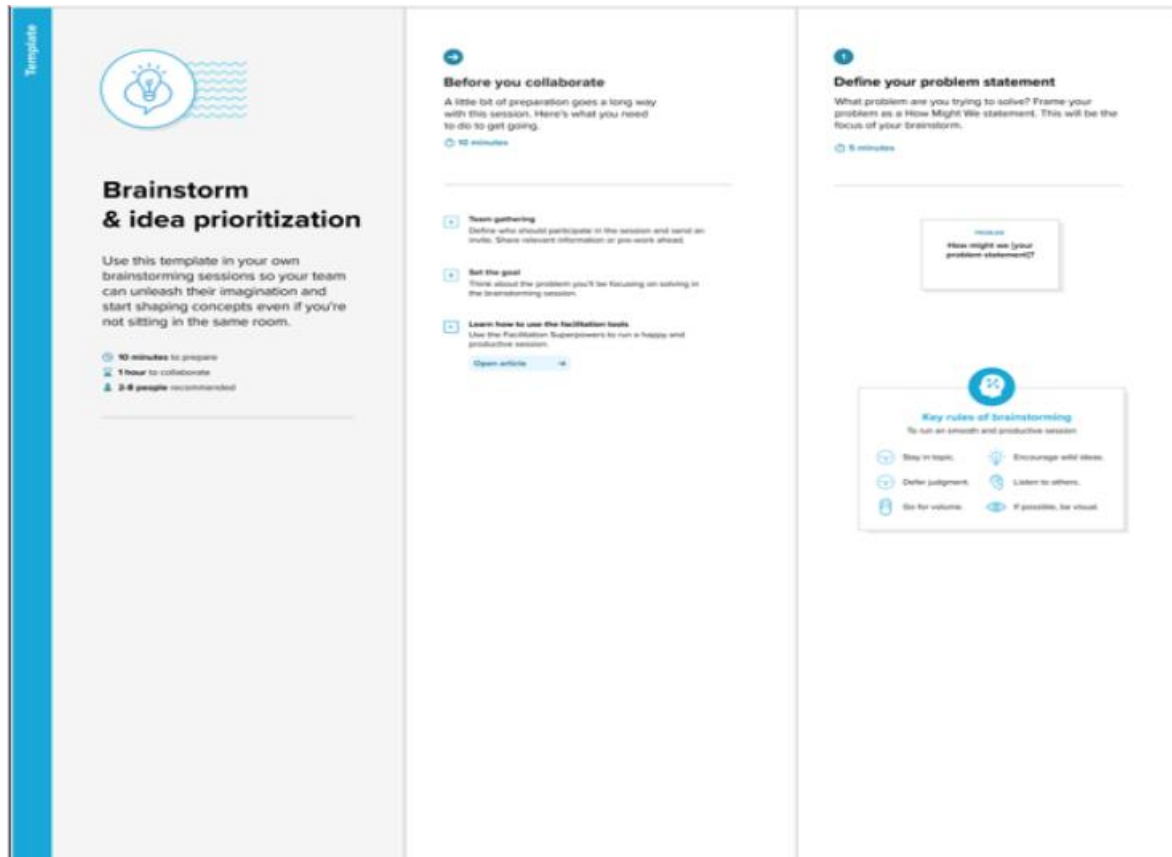 Template
Brainstorm
& idea prioritization
Use this template in your own
brainstorming sessions so your team
can unleash their imagination and
start shaping concepts even if you're
not sitting in the same room.
10 minutes to prepare
1 hour to collaborate
2-8 people recommended
Before you collaborate
A little bit of preparation goes a long way
with this session. Here's what you need
to do to get going.
10 minutes
Team gathering
Define who should participate in the session and send an
invite. Share relevant information or pre-work ahead.
Set the goal
Think about the problem you'll be focusing on solving in
the brainstorming session.
Learn how to use the facilitation tools
Use the Facilitation Superpowers to run a happy and
productive session.
Open article
1
Define your problem statement
What problem are you trying to solve? Frame your
problem as a How Might We statement. This will be the
focus of your brainstorm.
5 minutes
PROBLEM
How might we [your
problem statement]?
Key rules of brainstorming
To run an smooth and productive session
Stay in topic.
Encourage wild ideas.
Defer judgment.
Listen to others.
Go for volume.
If possible, be visual.